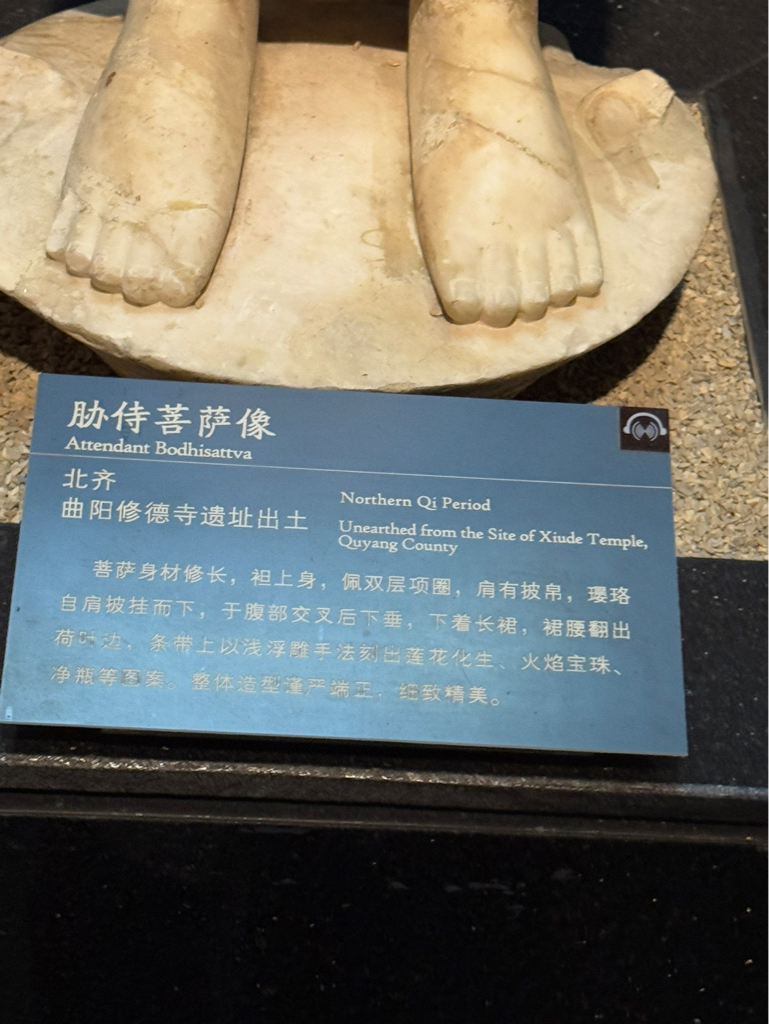 胁侍菩萨像
Attendant Bodhisattva
北齐
Northern Qi Period
曲阳修德寺遗址出土
Unearthed from the Site of Xiude Temple,
Quyang County
菩萨身材修长，袒上身，佩双层项圈，肩有披帛，璎珞
自肩披挂而下，于腹部交叉后下垂，下着长裙，裙腰翻出
荷叶边，条带上以浅浮雕手法刻出莲花化生、火焰宝珠、
净瓶等图案。整体造型谨严端正，细致精美。